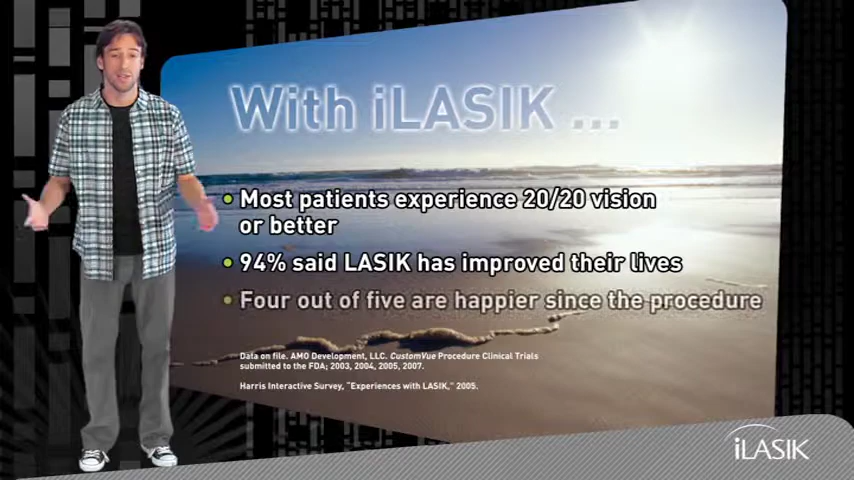 With iLASIK ...
• Most patients experience 20/20 vision
or better
• 94% said LASIK has improved their lives
• Four out of five are happier since the procedure
Data on file. AMO Development, LLC. CustomVue Procedure Clinical Trials
submitted to the FDA; 2003, 2004, 2005, 2007.
Harris Interactive Survey, “Experiences with LASIK,” 2005.
iLASIK